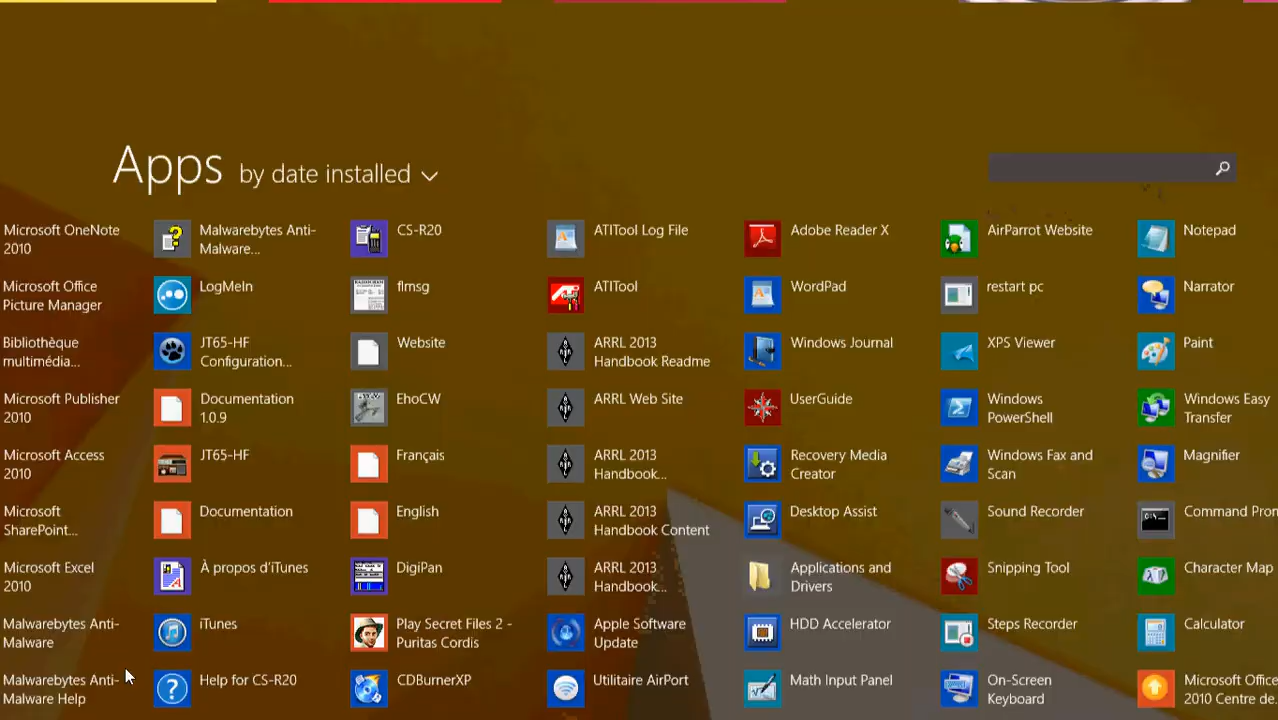 Apps by date installed
Microsoft OneNote
2010
Microsoft Office
Picture Manager
Bibliothèque
multimédia...
Microsoft Publisher
2010
Microsoft Access
2010
Microsoft
SharePoint...
Microsoft Excel
2010
Malwarebytes Anti-
Malware
Malwarebytes Anti-
Malware Help
Malwarebytes Anti-
Malware...
LogMeIn
JT65-HF
Configuration...
Documentation
1.0.9
JT65-HF
Documentation
À propos d'iTunes
iTunes
Help for CS-R20
CS-R20
flmsg
Website
EhoCW
Français
English
DigiPan
Play Secret Files 2 -
Puritas Cordis
CDBurnerXP
ATITool Log File
ATITool
ARRL 2013
Handbook Readme
ARRL Web Site
ARRL 2013
Handbook...
ARRL 2013
Handbook Content
ARRL 2013
Handbook...
Apple Software
Update
Utilitaire AirPort
Adobe Reader X
WordPad
Windows Journal
UserGuide
Recovery Media
Creator
Desktop Assist
Applications and
Drivers
HDD Accelerator
Math Input Panel
AirParrot Website
restart pc
XPS Viewer
Windows
PowerShell
Windows Fax and
Scan
Sound Recorder
Snipping Tool
Steps Recorder
On-Screen
Keyboard
Notepad
Narrator
Paint
Windows Easy
Transfer
Magnifier
Command Pron
Character Map
Calculator
Microsoft Office
2010 Centre de...